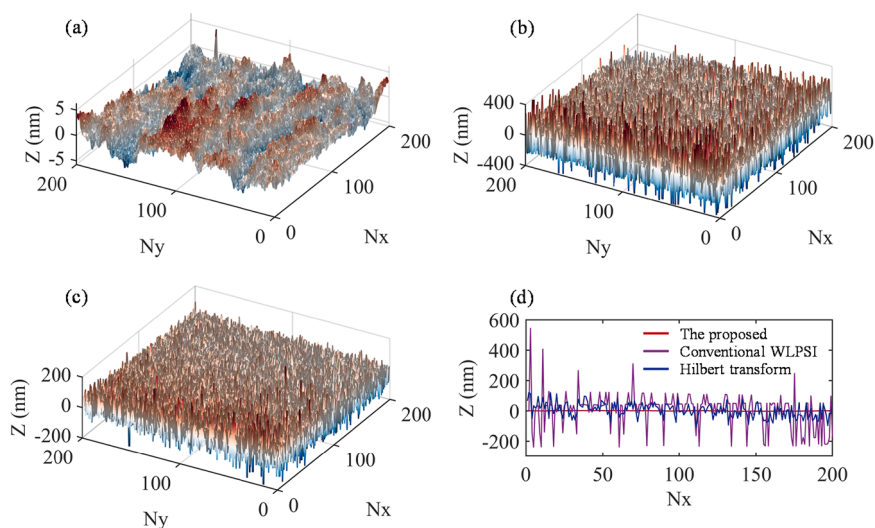 (a)
Z (nm)
5
0
-5
200
100
0
Ny
0
100
200
Nx
(b)
Z (nm)
400
0
-400
200
100
0
Ny
0
100
200
Nx
(c)
Z (nm)
200
0
-200
200
100
0
Ny
0
100
200
Nx
(d)
Z (nm)
600
400
200
0
-200
The proposed
Conventional WLPSI
Hilbert transform
0 50 100 150 200
Nx